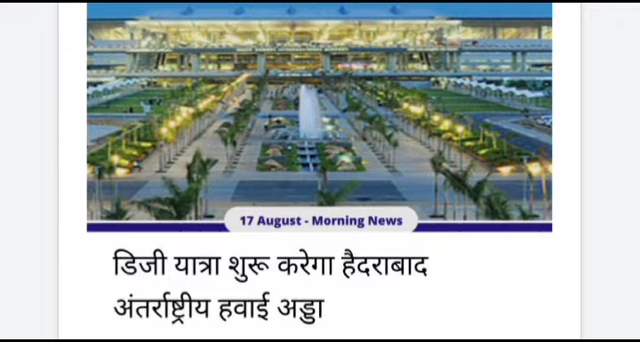 17 August - Morning News
डिजी यात्रा शुरू करेगा हैदराबाद
अंतर्राष्ट्रीय हवाई अड्डा